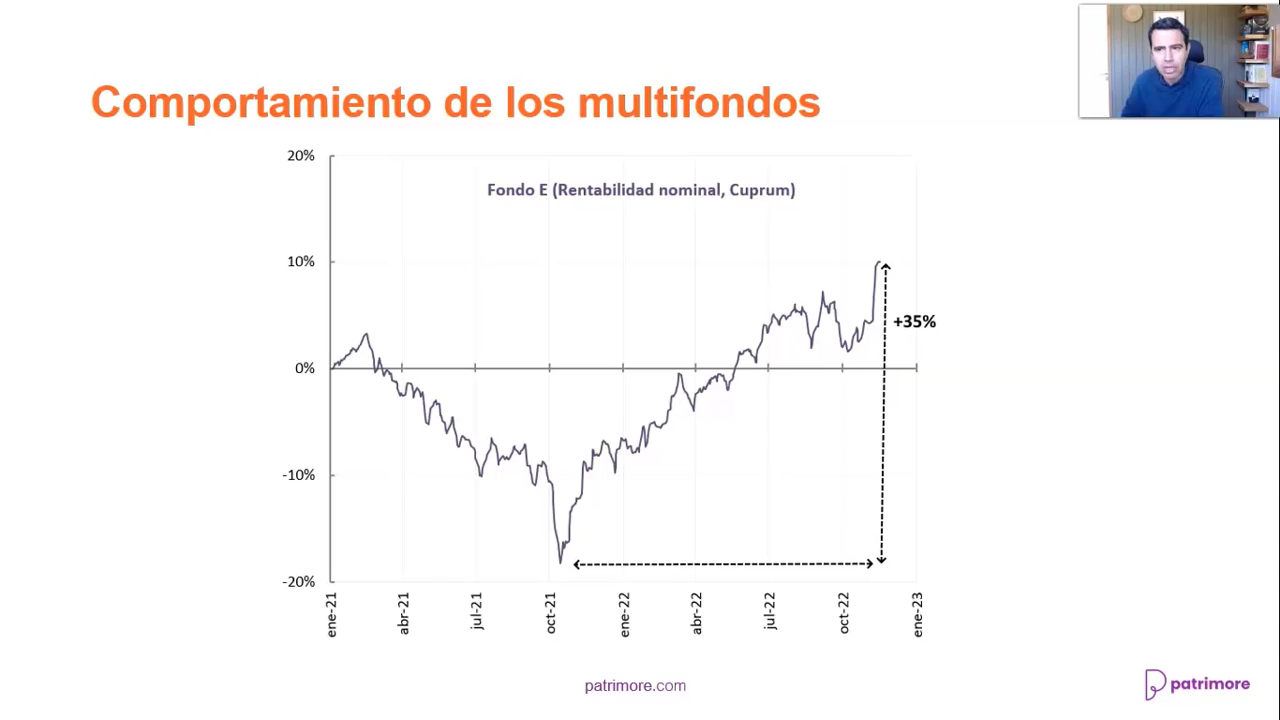 Comportamiento de los multifondos
20%
Fondo E (Rentabilidad nominal, Cuprum)
10%
+35%
0%
-10%
-20%
ene-21
abr-21
jul-21
oct-21
ene-22
abr-22
jul-22
oct-22
ene-23
patrimore.com
patrimore